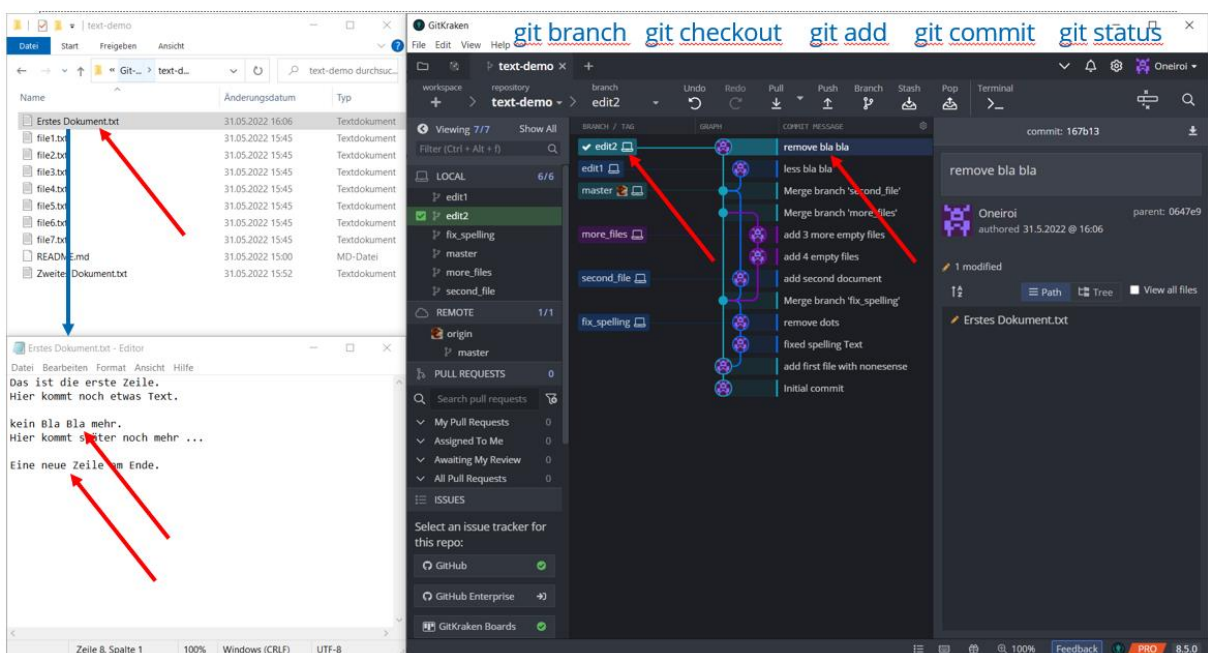 git branch git checkout git add git commit git status
text-demo
Datei Start Freigeben Ansicht
Git-... > text-d... text-demo durchsuc...
Name Änderungsdatum Typ
Erstes Dokument.txt 31.05.2022 16:06 Textdokument
file1.txt 31.05.2022 15:45 Textdokument
file2.txt 31.05.2022 15:45 Textdokument
file3.txt 31.05.2022 15:45 Textdokument
file4.txt 31.05.2022 15:45 Textdokument
file5.txt 31.05.2022 15:45 Textdokument
file6.txt 31.05.2022 15:45 Textdokument
file7.txt 31.05.2022 15:45 Textdokument
README.md 31.05.2022 15:00 MD-Datei
Zweites Dokument.txt 31.05.2022 15:52 Textdokument
Erstes Dokument.txt - Editor
Datei Bearbeiten Format Ansicht Hilfe
Das ist die erste Zeile.
Hier kommt noch etwas Text.
kein Bla Bla mehr.
Hier kommt später noch mehr ...
Eine neue Zeile am Ende.
Zeile 8, Spalte 1 100% Windows (CRLF) UTF-8
GitKraken
File Edit View Help
text-demo
Oneiroi
workspace repository branch Undo Redo Pull Push Branch Stash Pop Terminal
text-demo edit2
Viewing 7/7 Show All
Filter (Ctrl + Alt + f)
LOCAL 6/6
edit1
edit2
fix_spelling
master
more_files
second_file
REMOTE 1/1
origin
master
PULL REQUESTS 0
Search pull requests
My Pull Requests 0
Assigned To Me 0
Awaiting My Review 0
All Pull Requests 0
ISSUES
Select an issue tracker for
this repo:
GitHub
GitHub Enterprise
GitKraken Boards
BRANCH / TAG GRAPH COMMIT MESSAGE
edit2 remove bla bla
edit1 less bla bla
master Merge branch 'second_file'
Merge branch 'more_files'
more_files add 3 more empty files
add 4 empty files
second_file add second document
Merge branch 'fix_spelling'
fix_spelling remove dots
fixed spelling Text
add first file with nonesense
Initial commit
commit: 167b13
remove bla bla
Oneiroi parent: 0647e9
authored 31.5.2022 @ 16:06
1 modified
Path Tree View all files
Erstes Dokument.txt
100% Feedback PRO 8.5.0